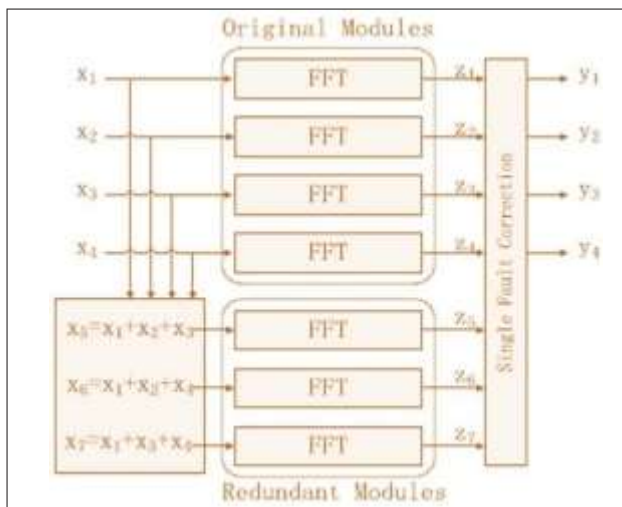 Original Modules
x₁ FFT z₁ y₁
x₂ FFT z₂ y₂
x₃ FFT z₃ y₃
x₄ FFT z₄ y₄
x₅=x₁+x₂+x₃ FFT z₅
x₆=x₁+x₂+x₄ FFT z₆
x₇=x₁+x₃+x₄ FFT z₇
Redundant Modules
Single Fault Correction